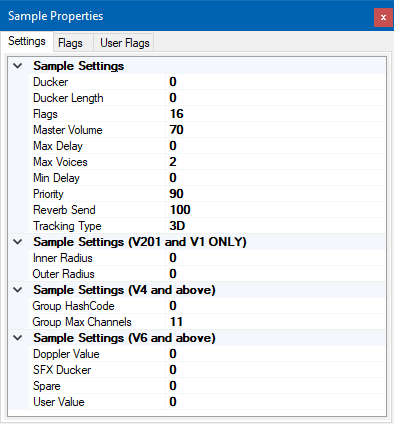 Sample Properties
x
Settings Flags User Flags
Sample Settings
Ducker 0
Ducker Length 0
Flags 16
Master Volume 70
Max Delay 0
Max Voices 2
Min Delay 0
Priority 90
Reverb Send 100
Tracking Type 3D
Sample Settings (V201 and V1 ONLY)
Inner Radius 0
Outer Radius 0
Sample Settings (V4 and above)
Group HashCode 0
Group Max Channels 11
Sample Settings (V6 and above)
Doppler Value 0
SFX Ducker 0
Spare 0
User Value 0